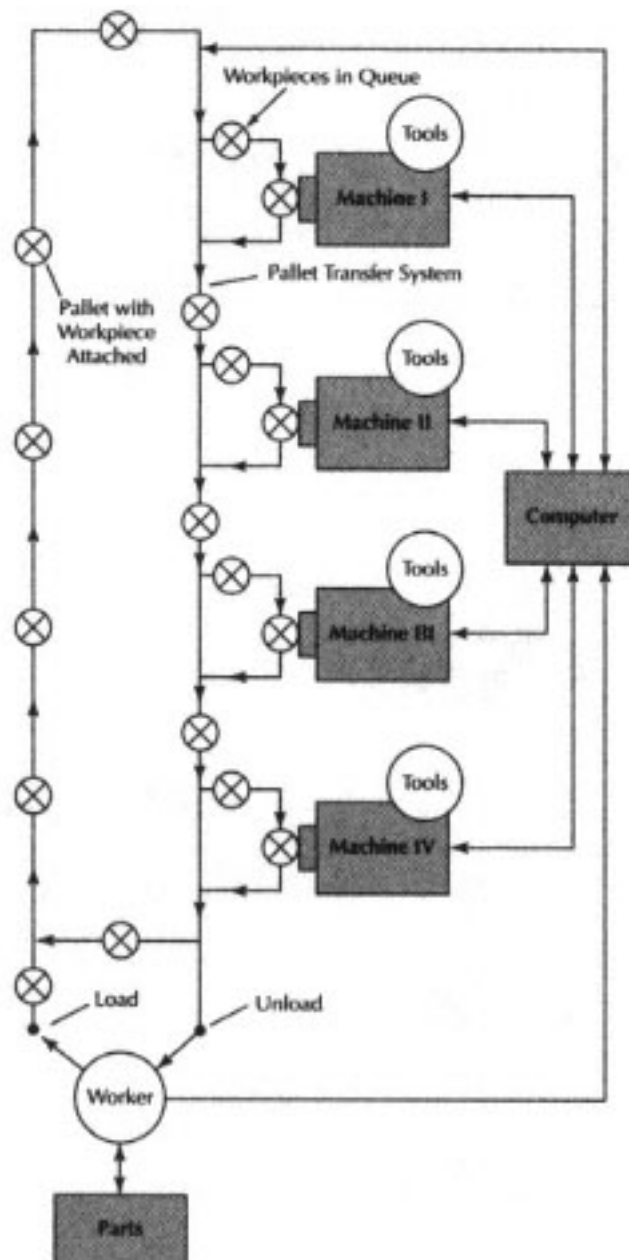 Workpieces in Queue
Tools
Machine I
Pallet Transfer System
Pallet with
Workpiece
Attached
Tools
Machine II
Computer
Tools
Machine III
Tools
Machine IV
Load
Unload
Worker
Parts